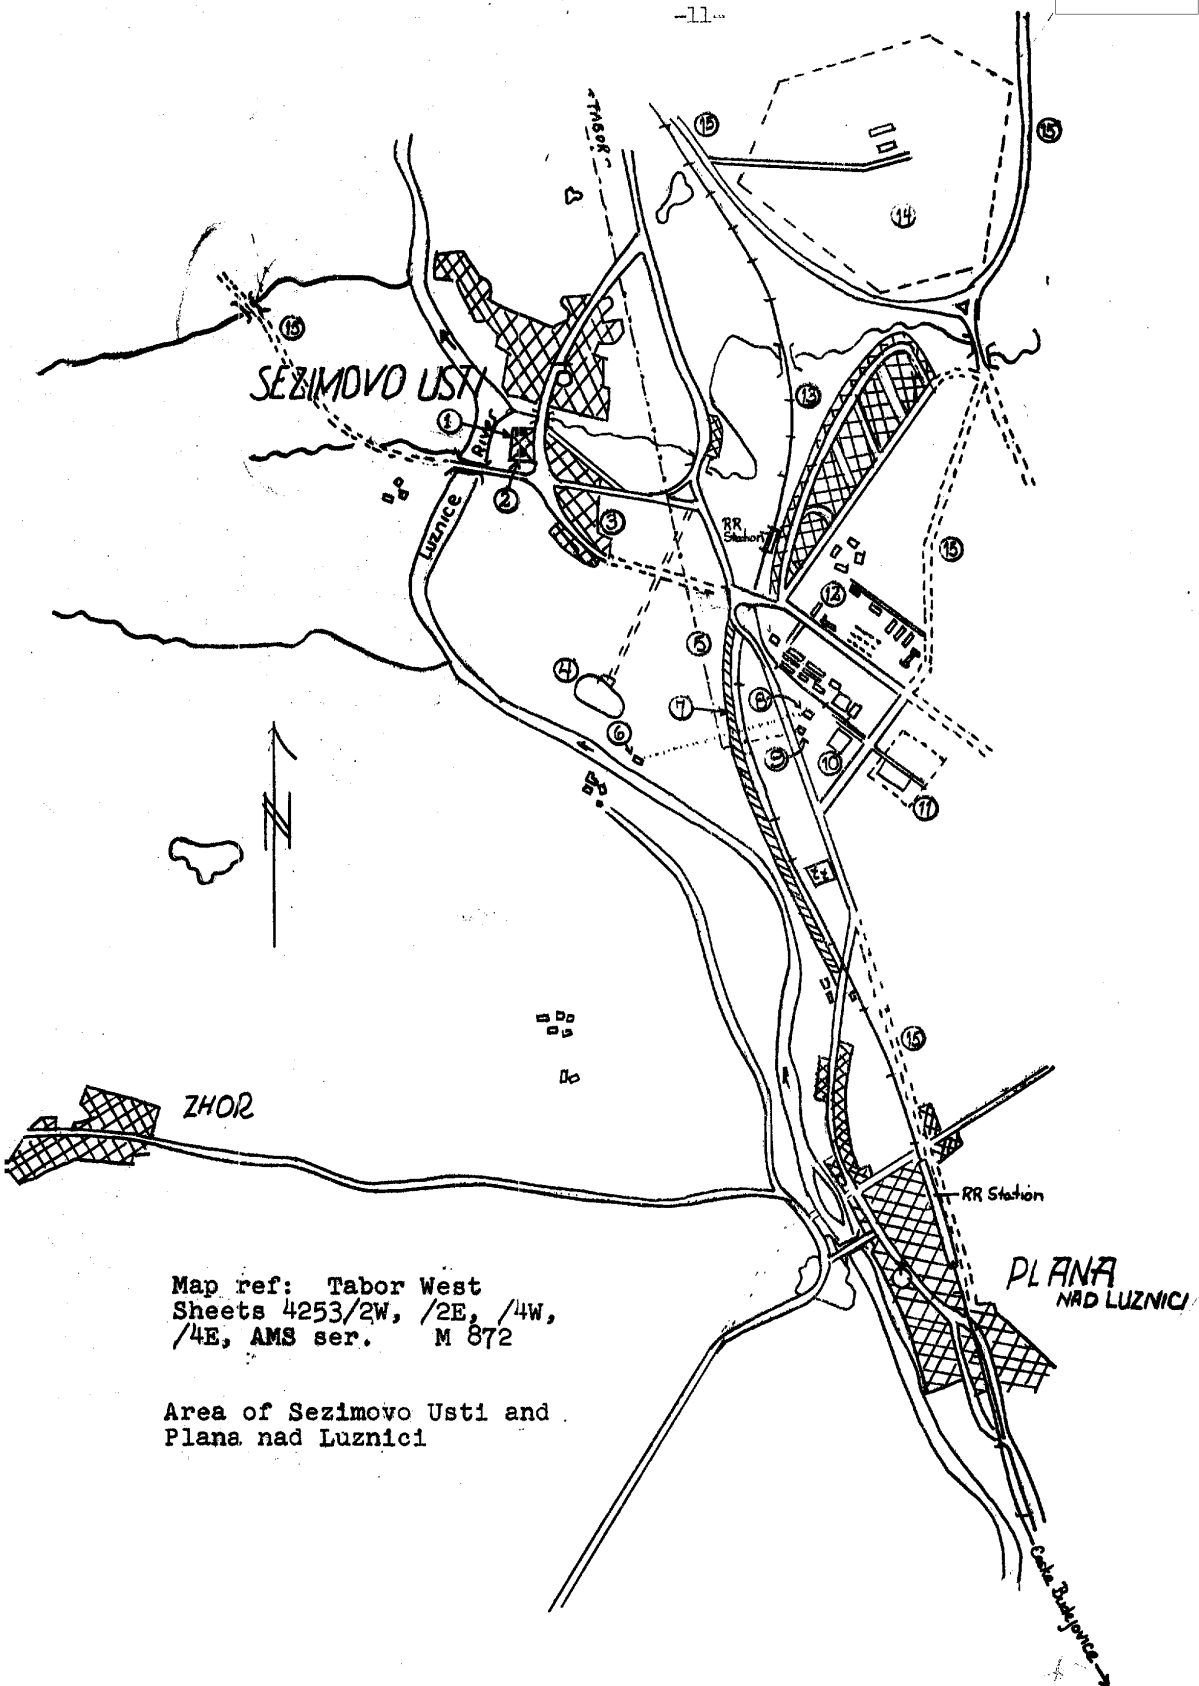 -11-
TABOR
15
15
14
15
SEZIMOVO USTI
13
1
River
2
3
RR
Station
Luznice
15
12
5
4
7
8
6
9
10
11
15
ZHOR
RR Station
PLANA
NAD LUZNICI
Map ref: Tabor West
Sheets 4253/2W, /2E, /4W,
/4E, AMS ser. M 872
Area of Sezimovo Usti and
Plana nad Luznici
Ceske Budejovice
N